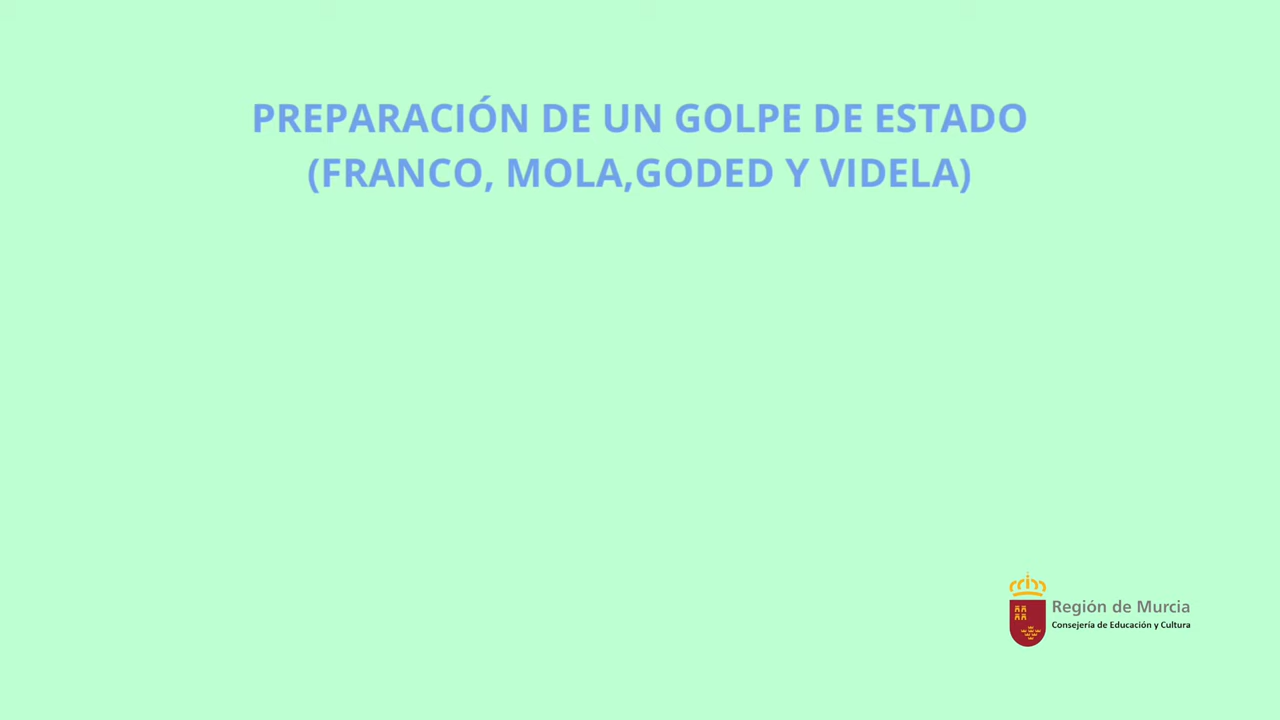 PREPARACIÓN DE UN GOLPE DE ESTADO
(FRANCO, MOLA,GODED Y VIDELA)
Región de Murcia
Consejería de Educación y Cultura